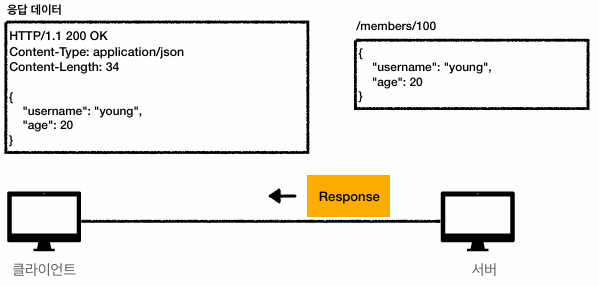 응답 데이터
HTTP/1.1 200 OK
Content-Type: application/json
Content-Length: 34
{
"username": "young",
"age": 20
}
/members/100
{
"username": "young",
"age": 20
}
Response
클라이언트
서버